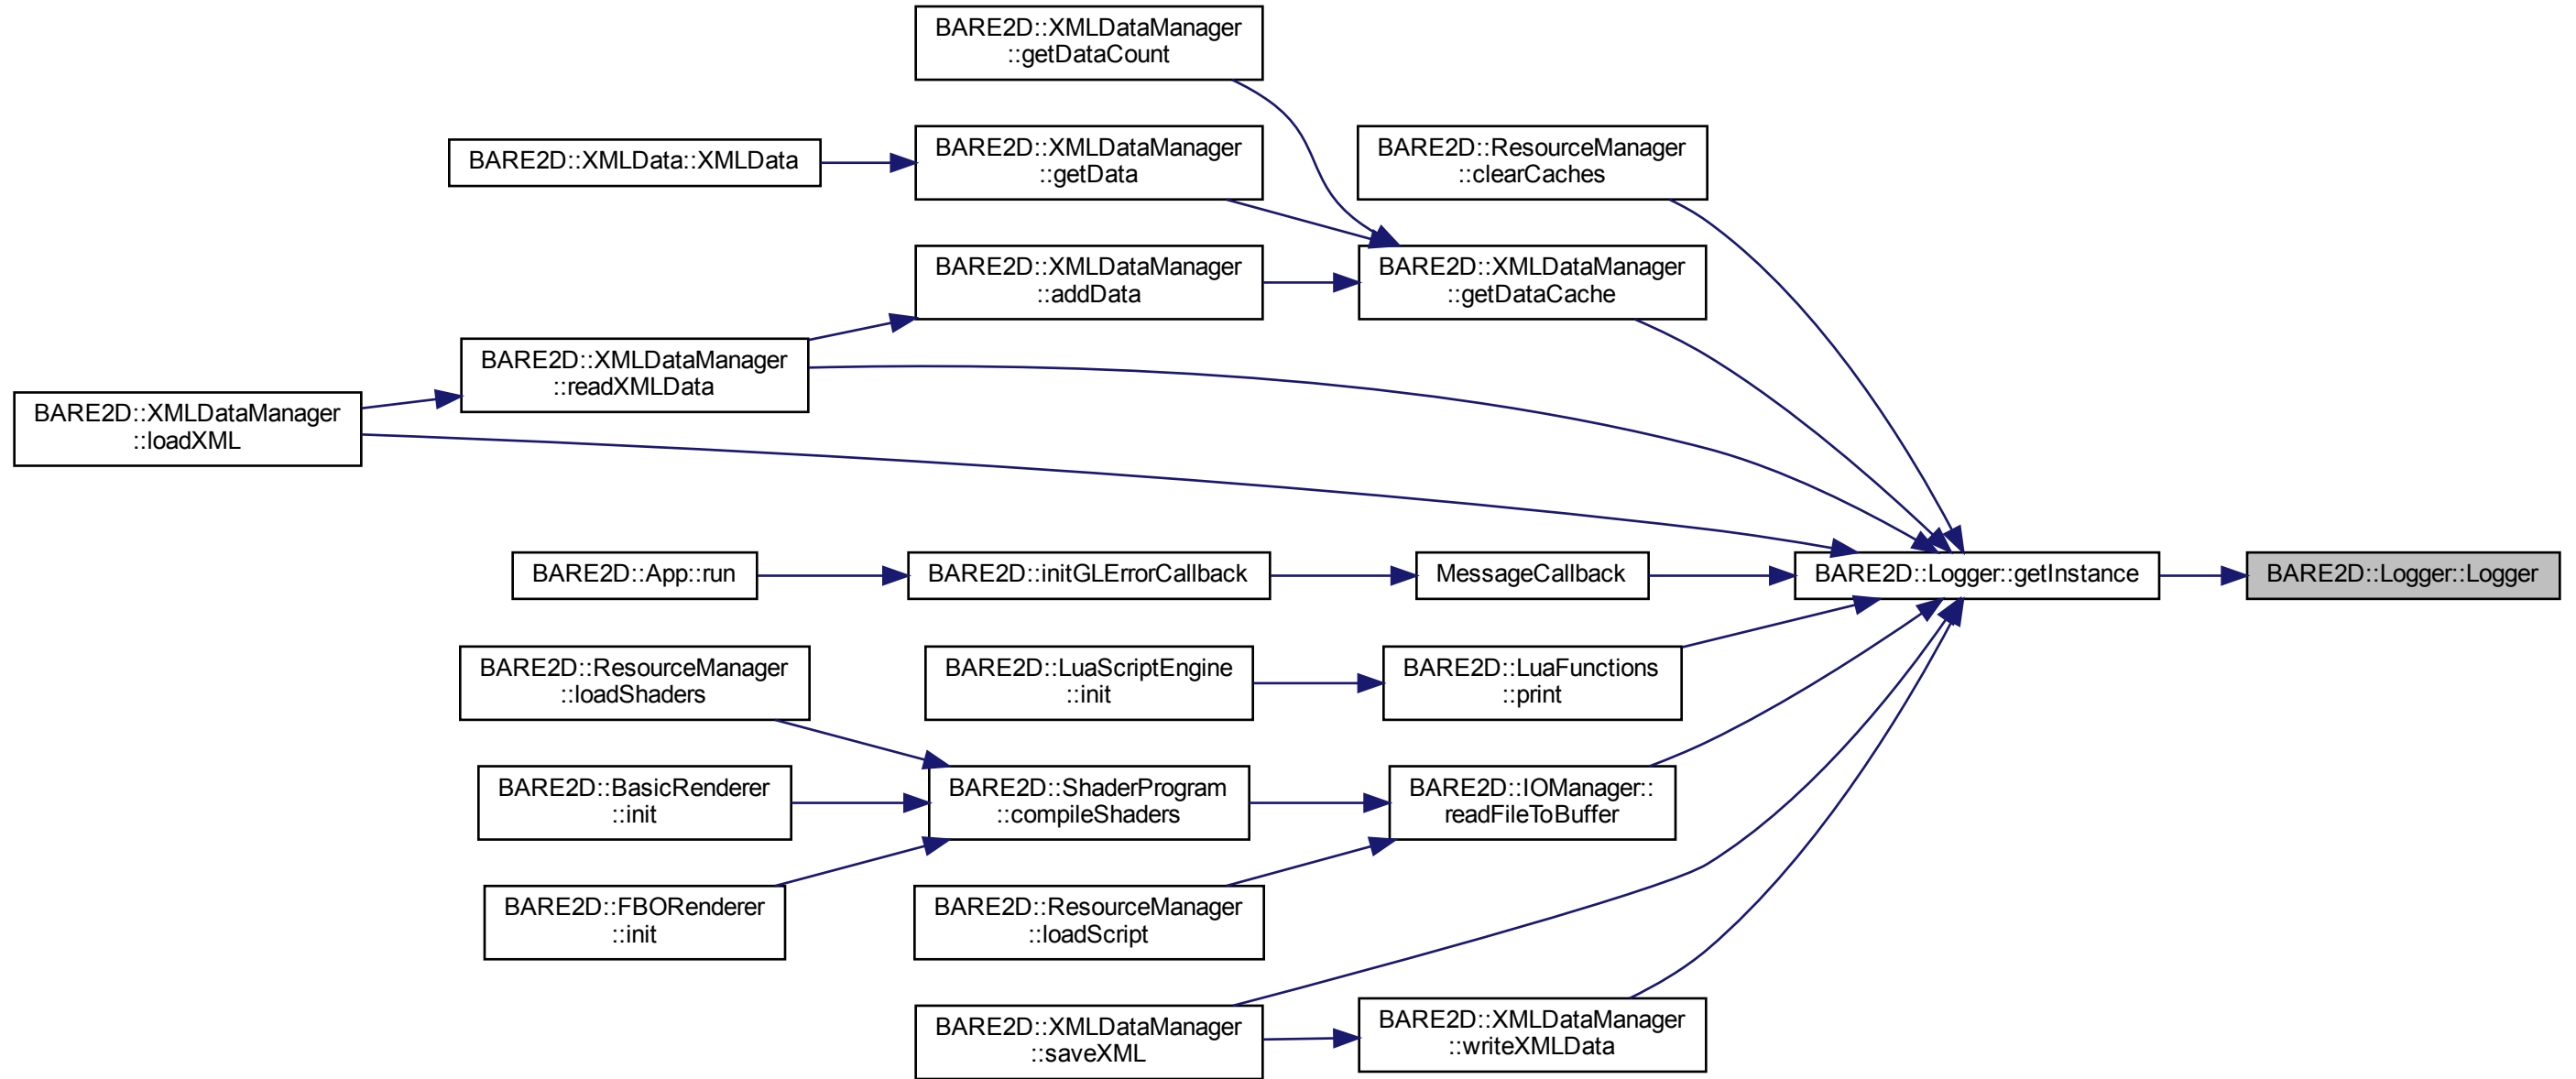 BARE2D::XMLDataManager
::getDataCount
BARE2D::XMLData::XMLData
BARE2D::XMLDataManager
::getData
BARE2D::ResourceManager
::clearCaches
BARE2D::XMLDataManager
::addData
BARE2D::XMLDataManager
::getDataCache
BARE2D::XMLDataManager
::readXMLData
BARE2D::XMLDataManager
::loadXML
BARE2D::App::run
BARE2D::initGLErrorCallback
MessageCallback
BARE2D::Logger::getInstance
BARE2D::Logger::Logger
BARE2D::ResourceManager
::loadShaders
BARE2D::LuaScriptEngine
::init
BARE2D::LuaFunctions
::print
BARE2D::BasicRenderer
::init
BARE2D::ShaderProgram
::compileShaders
BARE2D::IOManager::
readFileToBuffer
BARE2D::FBORenderer
::init
BARE2D::ResourceManager
::loadScript
BARE2D::XMLDataManager
::saveXML
BARE2D::XMLDataManager
::writeXMLData